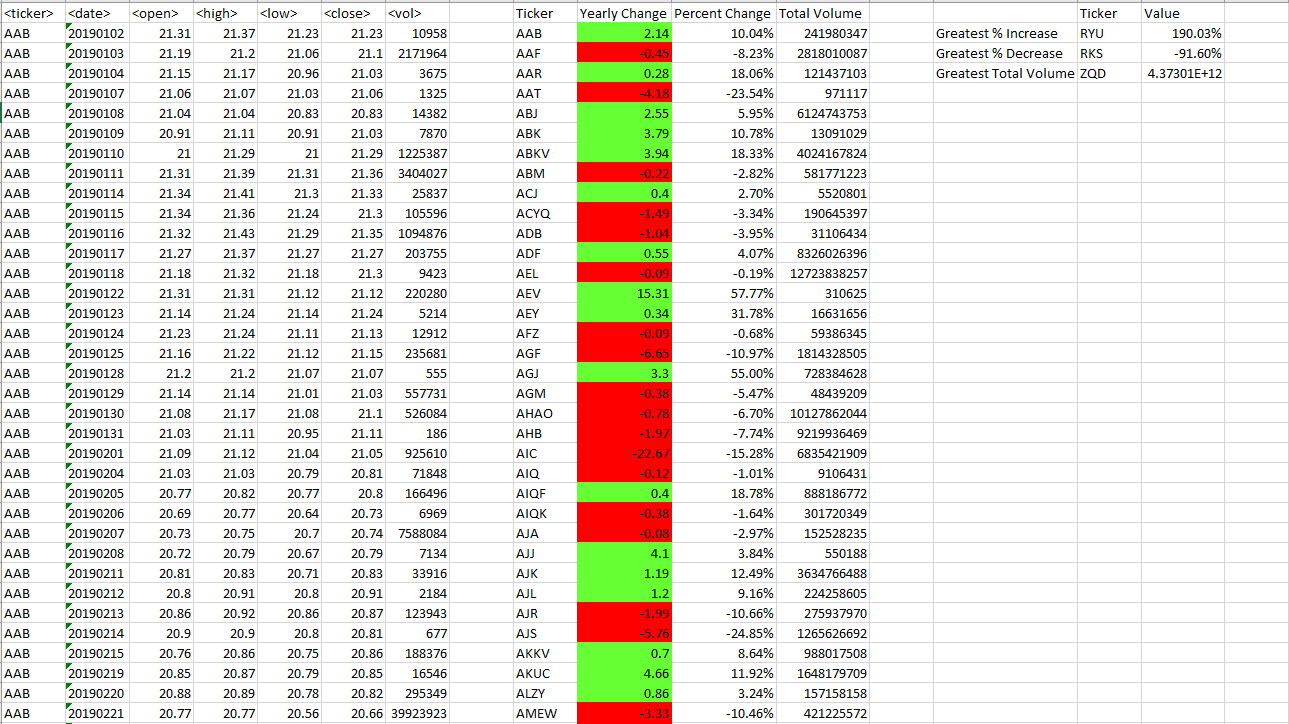 <ticker> <date> <open> <high> <low> <close> <vol> Ticker Yearly Change Percent Change Total Volume Ticker Value
AAB 20190102 21.31 21.37 21.23 21.23 10958 AAB 2.14 10.04% 241980347 Greatest % Increase RYU 190.03%
AAB 20190103 21.19 21.2 21.06 21.1 2171964 AAF -0.45 -8.23% 2818010087 Greatest % Decrease RKS -91.60%
AAB 20190104 21.15 21.17 20.96 21.03 3675 AAR 0.28 18.06% 121437103 Greatest Total Volume ZQD 4.37301E+12
AAB 20190107 21.06 21.07 21.03 21.06 1325 AAT -4.18 -23.54% 971117
AAB 20190108 21.04 21.04 20.83 20.83 14382 ABJ 2.55 5.95% 6124743753
AAB 20190109 20.91 21.11 20.91 21.03 7870 ABK 3.79 10.78% 13091029
AAB 20190110 21 21.29 21 21.29 1225387 ABKV 3.94 18.33% 4024167824
AAB 20190111 21.31 21.39 21.31 21.36 3404027 ABM -0.22 -2.82% 581771223
AAB 20190114 21.34 21.41 21.3 21.33 25837 ACJ 0.4 2.70% 5520801
AAB 20190115 21.34 21.36 21.24 21.3 105596 ACYQ -1.49 -3.34% 190645397
AAB 20190116 21.32 21.43 21.29 21.35 1094876 ADB -1.04 -3.95% 31106434
AAB 20190117 21.27 21.37 21.27 21.27 203755 ADF 0.55 4.07% 8326026396
AAB 20190118 21.18 21.32 21.18 21.3 9423 AEL -0.09 -0.19% 12723838257
AAB 20190122 21.31 21.31 21.12 21.12 220280 AEV 15.31 57.77% 310625
AAB 20190123 21.14 21.24 21.14 21.24 5214 AEY 0.34 31.78% 16631656
AAB 20190124 21.23 21.24 21.11 21.13 12912 AFZ -0.09 -0.68% 59386345
AAB 20190125 21.16 21.22 21.12 21.15 235681 AGF -6.65 -10.97% 1814328505
AAB 20190128 21.2 21.2 21.07 21.07 555 AGJ 3.3 55.00% 728384628
AAB 20190129 21.14 21.14 21.01 21.03 557731 AGM -0.38 -5.47% 48439209
AAB 20190130 21.08 21.17 21.08 21.1 526084 AHAO -0.78 -6.70% 10127862044
AAB 20190131 21.03 21.11 20.95 21.11 186 AHB -1.97 -7.74% 9219936469
AAB 20190201 21.09 21.12 21.04 21.05 925610 AIC -22.67 -15.28% 6835421909
AAB 20190204 21.03 21.03 20.79 20.81 71848 AIQ -0.12 -1.01% 9106431
AAB 20190205 20.77 20.82 20.77 20.8 166496 AIQF 0.4 18.78% 888186772
AAB 20190206 20.69 20.77 20.64 20.73 6969 AIQK -0.38 -1.64% 301720349
AAB 20190207 20.73 20.75 20.7 20.74 7588084 AJA -0.08 -2.97% 152528235
AAB 20190208 20.72 20.79 20.67 20.79 7134 AJJ 4.1 3.84% 550188
AAB 20190211 20.81 20.83 20.71 20.83 33916 AJK 1.19 12.49% 3634766488
AAB 20190212 20.8 20.91 20.8 20.91 2184 AJL 1.2 9.16% 224258605
AAB 20190213 20.86 20.92 20.86 20.87 123943 AJR -1.99 -10.66% 275937970
AAB 20190214 20.9 20.9 20.8 20.81 677 AJS -5.76 -24.85% 1265626692
AAB 20190215 20.76 20.86 20.75 20.86 188376 AKKV 0.7 8.64% 988017508
AAB 20190219 20.85 20.87 20.79 20.85 16546 AKUC 4.66 11.92% 1648179709
AAB 20190220 20.88 20.89 20.78 20.82 295349 ALZY 0.86 3.24% 157158158
AAB 20190221 20.77 20.77 20.56 20.66 39923923 AMEW -3.33 -10.46% 421225572